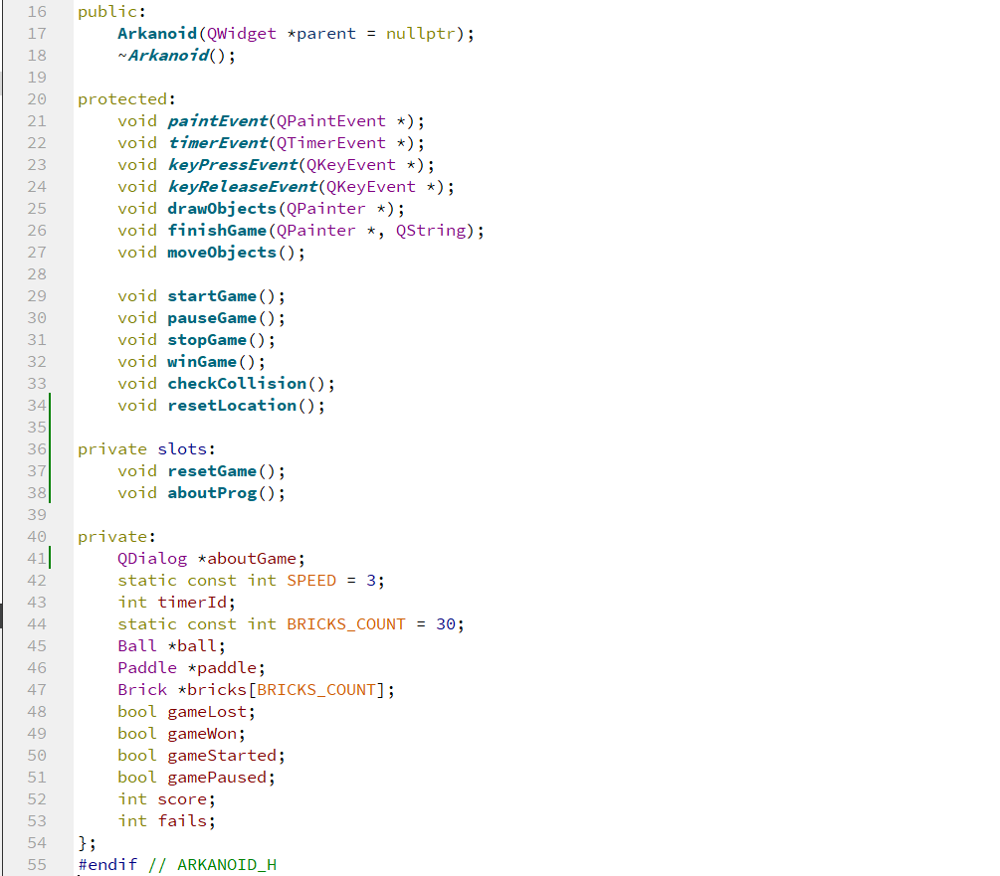 16 public:
17     Arkanoid(QWidget *parent = nullptr);
18     ~Arkanoid();
19
20 protected:
21     void paintEvent(QPaintEvent *);
22     void timerEvent(QTimerEvent *);
23     void keyPressEvent(QKeyEvent *);
24     void keyReleaseEvent(QKeyEvent *);
25     void drawObjects(QPainter *);
26     void finishGame(QPainter *, QString);
27     void moveObjects();
28
29     void startGame();
30     void pauseGame();
31     void stopGame();
32     void winGame();
33     void checkCollision();
34     void resetLocation();
35
36 private slots:
37     void resetGame();
38     void aboutProg();
39
40 private:
41     QDialog *aboutGame;
42     static const int SPEED = 3;
43     int timerId;
44     static const int BRICKS_COUNT = 30;
45     Ball *ball;
46     Paddle *paddle;
47     Brick *bricks[BRICKS_COUNT];
48     bool gameLost;
49     bool gameWon;
50     bool gameStarted;
51     bool gamePaused;
52     int score;
53     int fails;
54 };
55 #endif // ARKANOID_H